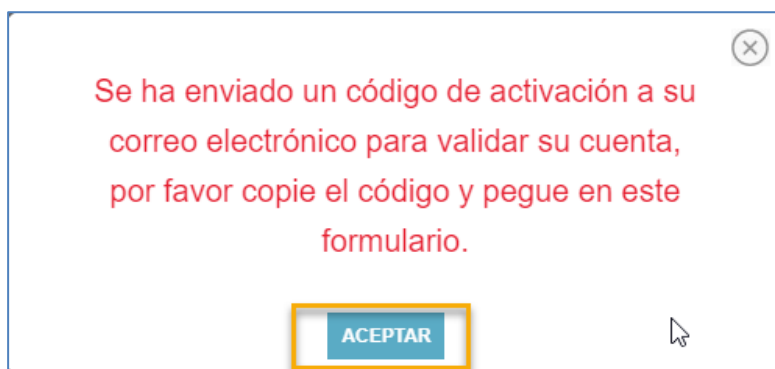 Se ha enviado un código de activación a su
correo electrónico para validar su cuenta,
por favor copie el código y pegue en este
formulario.
ACEPTAR